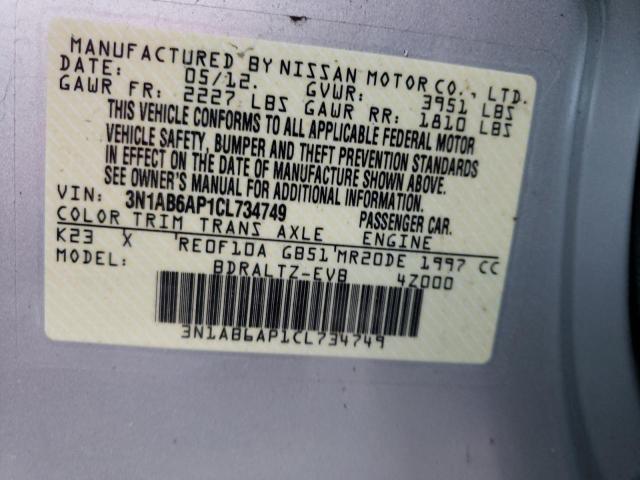 MANUFACTURED BY NISSAN MOTOR CO., LTD.
DATE: 05/12. GVWR: 3951 LBS
GAWR FR: 2227 LBS GAWR RR: 1810 LBS
THIS VEHICLE CONFORMS TO ALL APPLICABLE FEDERAL MOTOR
VEHICLE SAFETY, BUMPER AND THEFT PREVENTION STANDARDS
IN EFFECT ON THE DATE OF MANUFACTURE SHOWN ABOVE.
SEE OWNER'S MANUAL FOR ADDITIONAL INFORMATION.
VIN: 3N1AB6AP1CL734749 PASSENGER CAR.
COLOR TRIM TRANS AXLE ENGINE
K23 X RE0F10A GB51 MR20DE 1997 CC
MODEL: BDRALTZ-EVB 4Z000
3N1AB6AP1CL734749